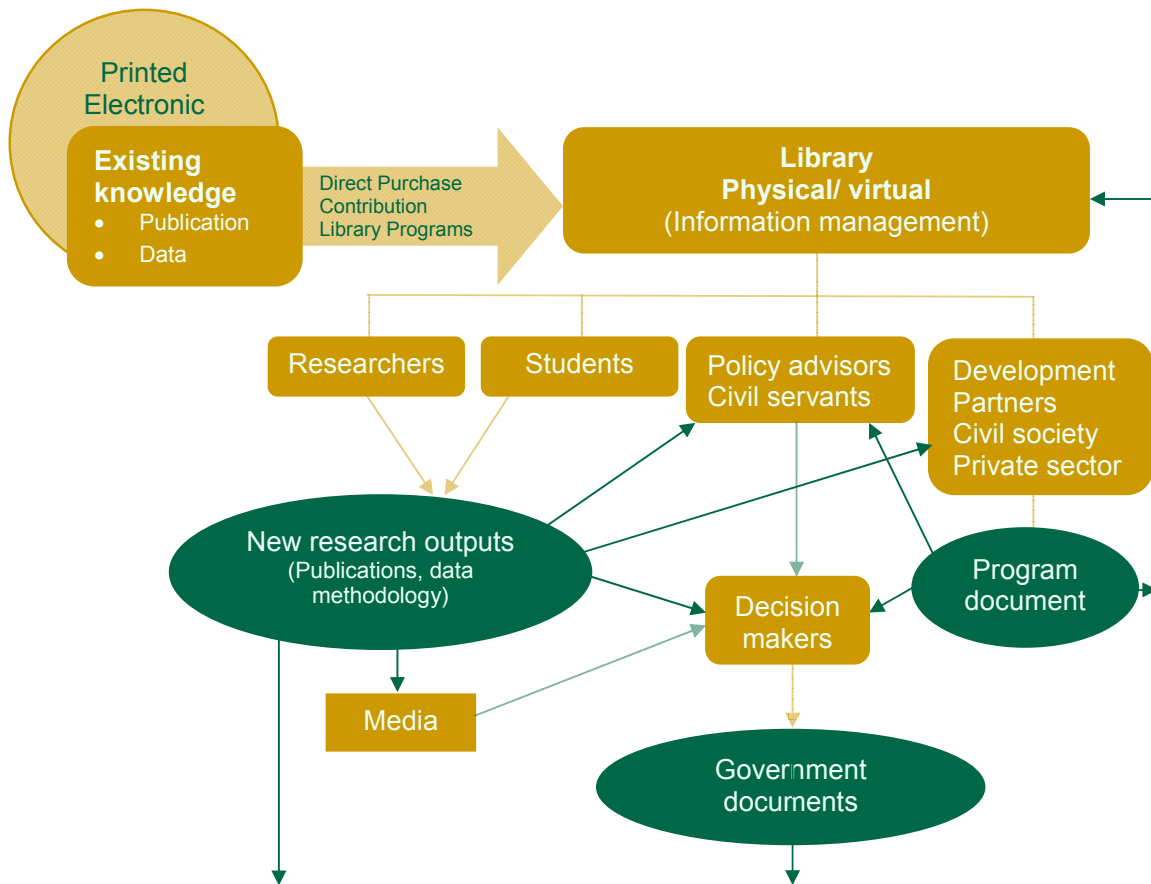 Printed
Electronic
Existing
knowledge
• Publication
• Data
Direct Purchase
Contribution
Library Programs
Library
Physical/ virtual
(Information management)
Researchers
Students
Policy advisors
Civil servants
Development
Partners
Civil society
Private sector
New research outputs
(Publications, data
methodology)
Program
document
Decision
makers
Media
Government
documents